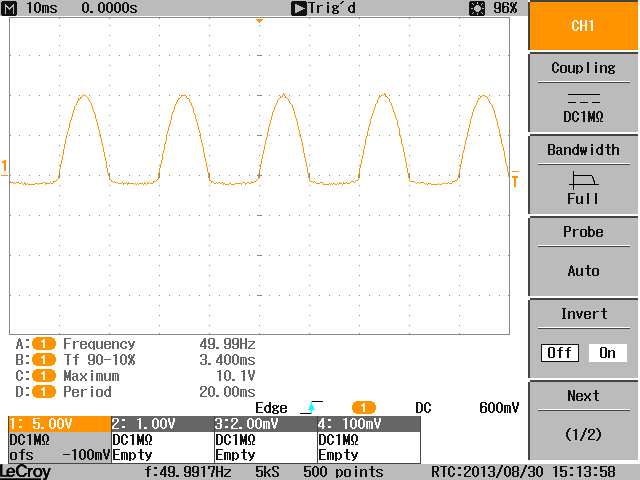 M 10ms 0.0000s Trig'd 96%
CH1
Coupling
DC1MΩ
Bandwidth
Full
Probe
Auto
Invert
Off On
Next
(1/2)
1
T
A: 1 Frequency 49.99Hz
B: 1 Tf 90-10% 3.400ms
C: 1 Maximum 10.1V
D: 1 Period 20.00ms
Edge 1 DC 600mV
1: 5.00V 2: 1.00V 3:2.00mV 4: 100mV
DC1MΩ DC1MΩ DC1MΩ DC1MΩ
ofs -100mV Empty Empty Empty
LeCroy f:49.9917Hz 5kS 500 points RTC:2013/08/30 15:13:58